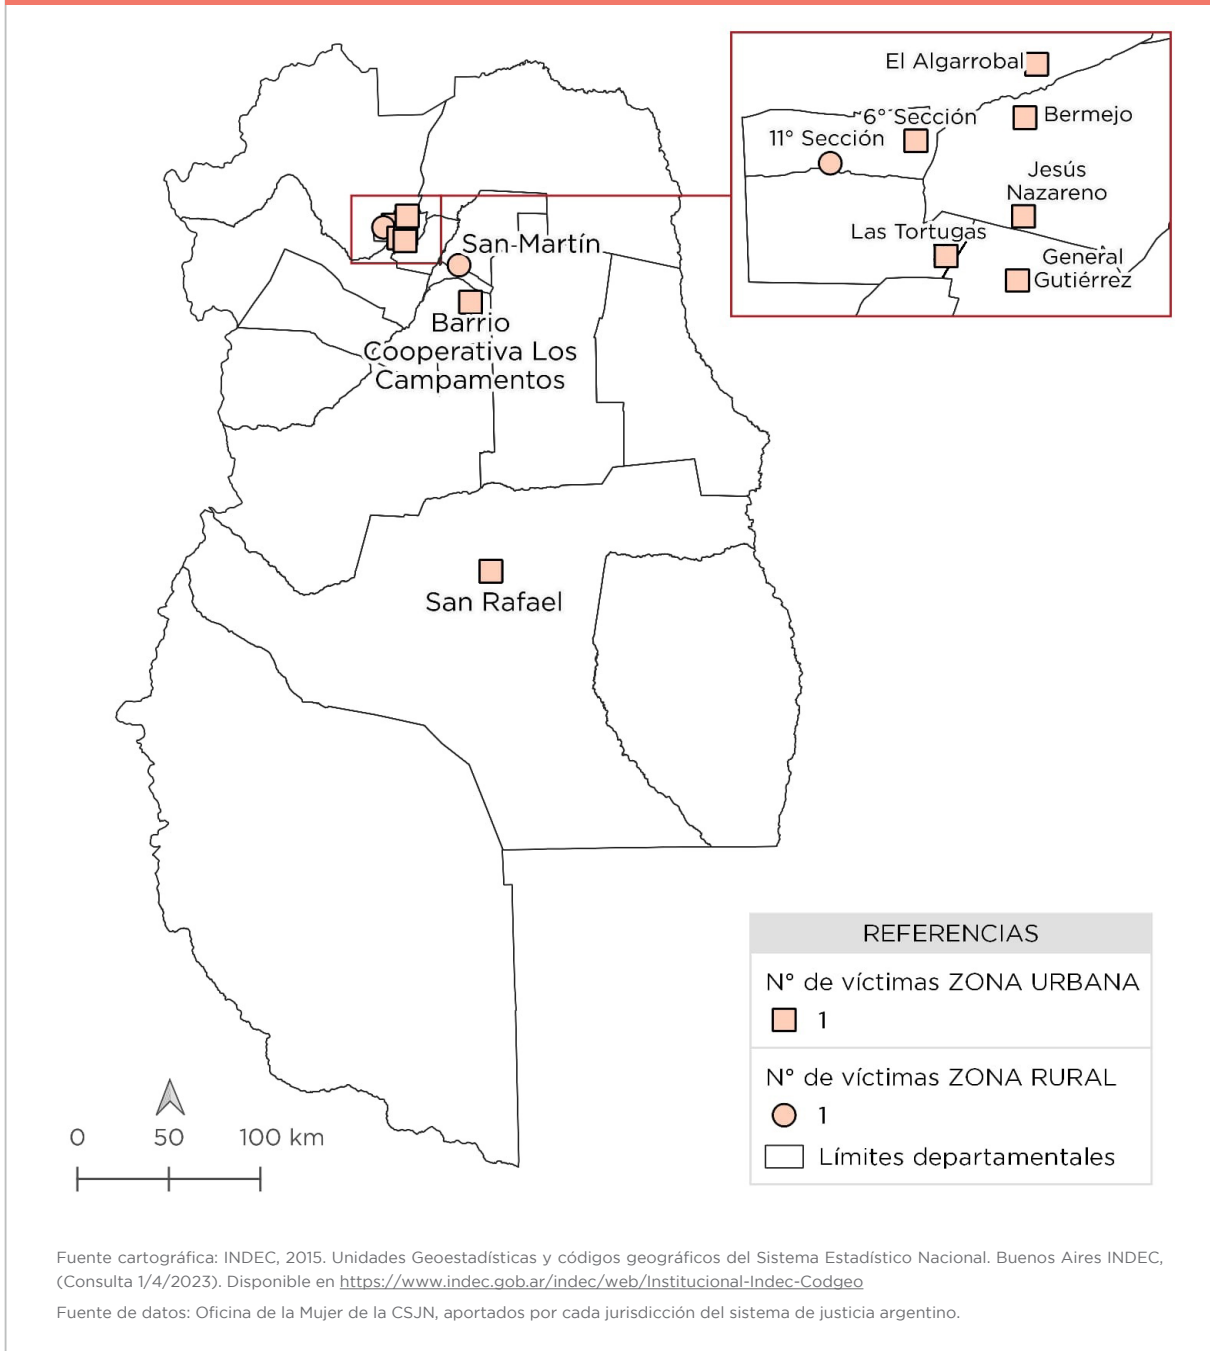 El Algarrobal
6° Sección
Bermejo
11° Sección
Jesús
Nazareno
Las Tortugas
General
Gutiérrez
San Martín
Barrio
Cooperativa Los
Campamentos
San Rafael
REFERENCIAS
N° de víctimas ZONA URBANA
1
N° de víctimas ZONA RURAL
1
Límites departamentales
0 50 100 km
Fuente cartográfica: INDEC, 2015. Unidades Geoestadísticas y códigos geográficos del Sistema Estadístico Nacional. Buenos Aires INDEC,
(Consulta 1/4/2023). Disponible en https://www.indec.gob.ar/indec/web/Institucional-Indec-Codgeo
Fuente de datos: Oficina de la Mujer de la CSJN, aportados por cada jurisdicción del sistema de justicia argentino.